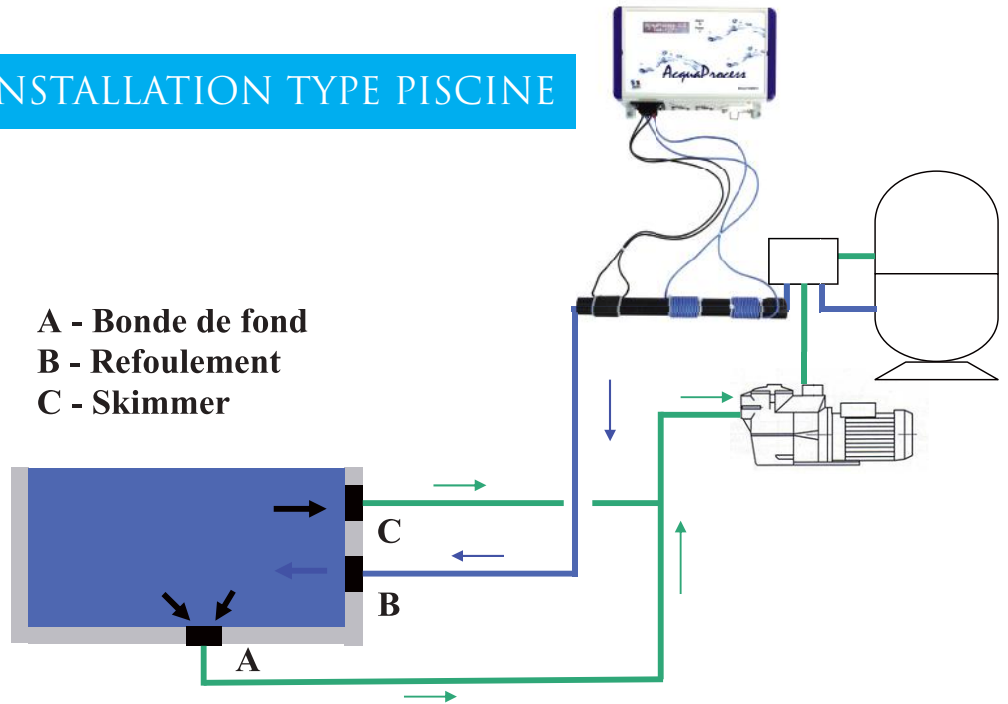 NSTALLATION TYPE PISCINE
AcquaProcess
A - Bonde de fond
B - Refoulement
C - Skimmer
C
B
A